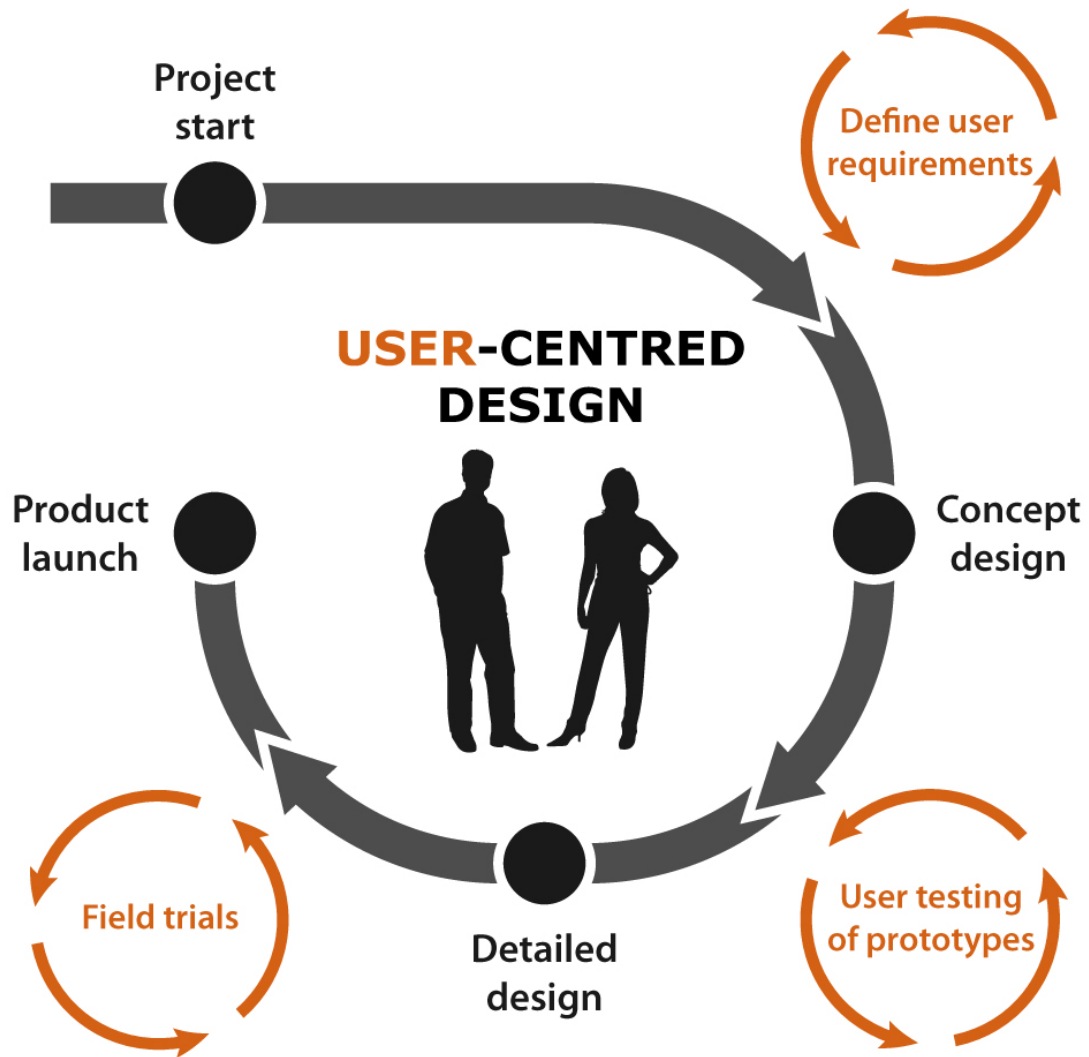 Project
start
Define user
requirements
USER-CENTRED
DESIGN
Concept
design
User testing
of prototypes
Detailed
design
Field trials
Product
launch